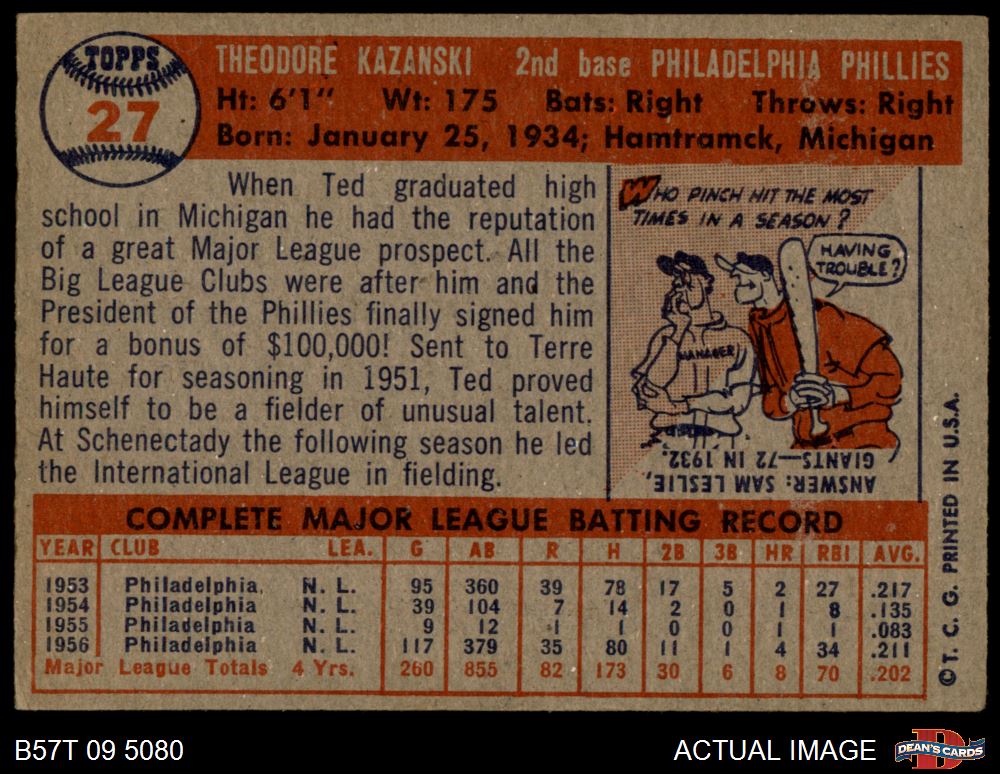 TOPPS
27
THEODORE KAZANSKI 2nd base PHILADELPHIA PHILLIES
Ht: 6'1" Wt: 175 Bats: Right Throws: Right
Born: January 25, 1934; Hamtramck, Michigan
When Ted graduated high
school in Michigan he had the reputation
of a great Major League prospect. All the
Big League Clubs were after him and the
President of the Phillies finally signed him
for a bonus of $100,000! Sent to Terre
Haute for seasoning in 1951, Ted proved
himself to be a fielder of unusual talent.
At Schenectady the following season he led
the International League in fielding.
WHO PINCH HIT THE MOST
TIMES IN A SEASON?
HAVING
TROUBLE?
MANAGER
ANSWER: SAM LESLIE,
GIANTS—72 IN 1932.
COMPLETE MAJOR LEAGUE BATTING RECORD
YEAR CLUB LEA. G AB R H 2B 3B HR RBI AVG.
1953 Philadelphia, N. L. 95 360 39 78 17 5 2 27 .217
1954 Philadelphia N. L. 39 104 7 14 2 0 1 8 .135
1955 Philadelphia N. L. 9 12 1 1 0 0 1 1 .083
1956 Philadelphia N. L. 117 379 35 80 11 1 4 34 .211
Major League Totals 4 Yrs. 260 855 82 173 30 6 8 70 .202
©T. C. G. PRINTED IN U.S.A.
B57T 09 5080
ACTUAL IMAGE
DEAN'S CARDS